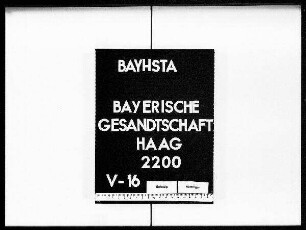 BAYHSTA
BAYERISCHE
GESANDTSCHAFT
HAAG
2200
V-16